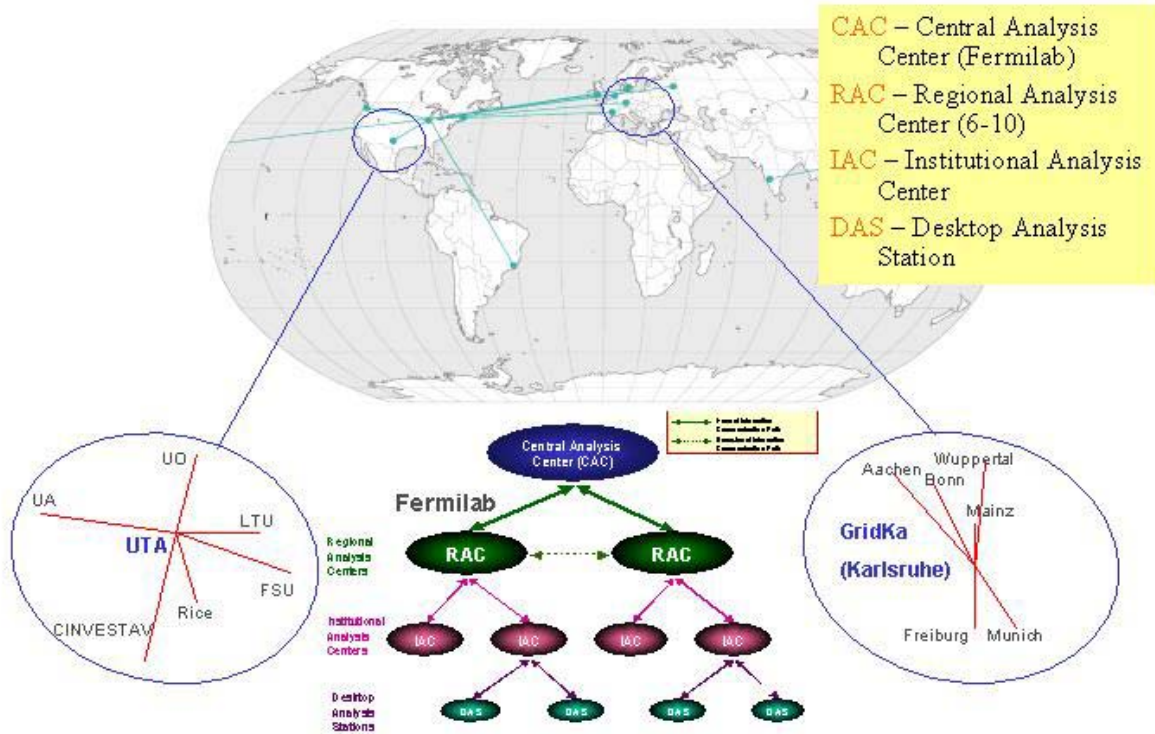 CAC – Central Analysis
Center (Fermilab)
RAC – Regional Analysis
Center (6-10)
IAC – Institutional Analysis
Center
DAS – Desktop Analysis
Station
UO
UA
LTU
UTA
FSU
Rice
CINVESTAV
Central Analysis
Center (CAC)
Fermilab
Regional
Analysis
Centers
RAC
RAC
Institutional
Analysis
Centers
IAC
IAC
IAC
IAC
Desktop
Analysis
Stations
DAS
DAS
DAS
DAS
Wuppertal
Aachen
Bonn
Mainz
GridKa
(Karlsruhe)
Freiburg
Munich